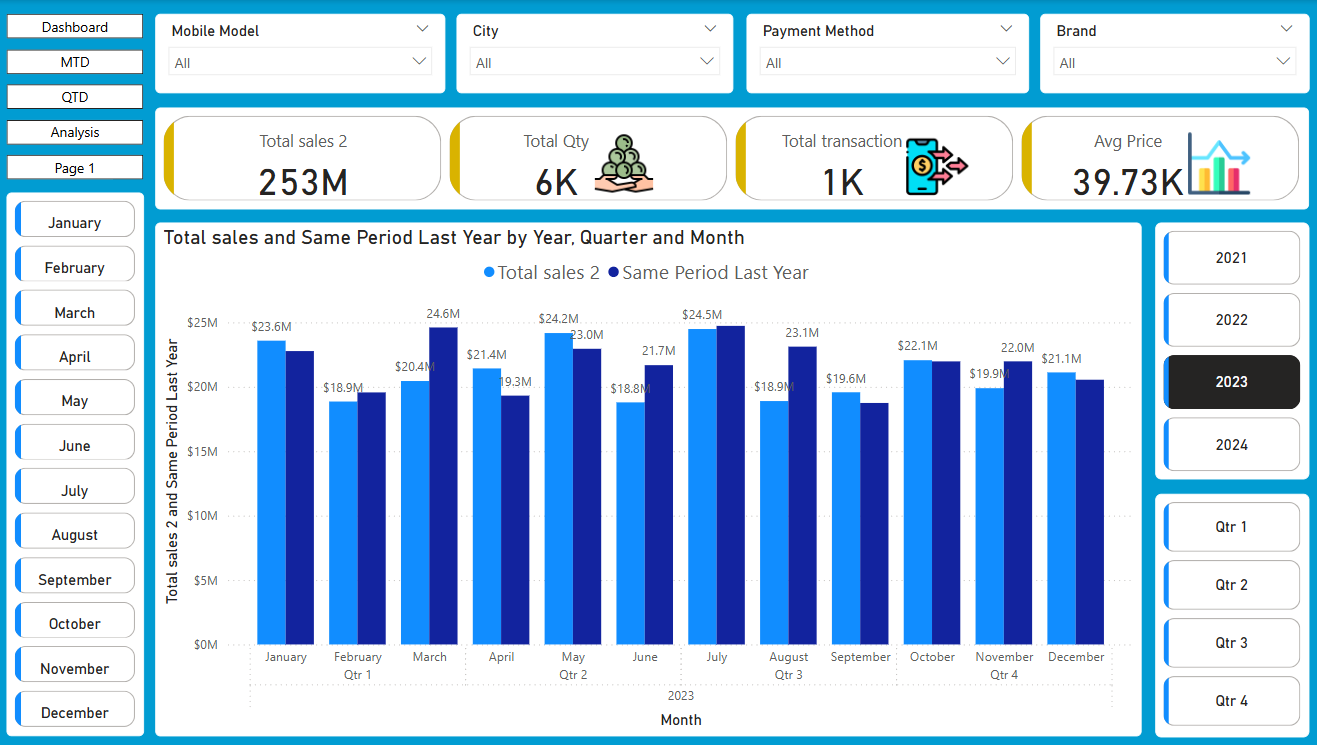 Dashboard
MTD
QTD
Analysis
Page 1
Mobile Model
All
City
All
Payment Method
All
Brand
All
Total sales 2
253M
Total Qty
6K
Total transaction
1K
Avg Price
39.73K
January
February
March
April
May
June
July
August
September
October
November
December
Total sales and Same Period Last Year by Year, Quarter and Month
Total sales 2 Same Period Last Year
Total sales 2 and Same Period Last Year
$25M
$20M
$15M
$10M
$5M
$0M
$23.6M
$18.9M
$20.4M
24.6M
$21.4M
19.3M
$24.2M
23.0M
$18.8M
21.7M
$24.5M
$18.9M
23.1M
$19.6M
$22.1M
$19.9M
22.0M
$21.1M
January February March April May June July August September October November December
Qtr 1 Qtr 2 Qtr 3 Qtr 4
2023
Month
2021
2022
2023
2024
Qtr 1
Qtr 2
Qtr 3
Qtr 4